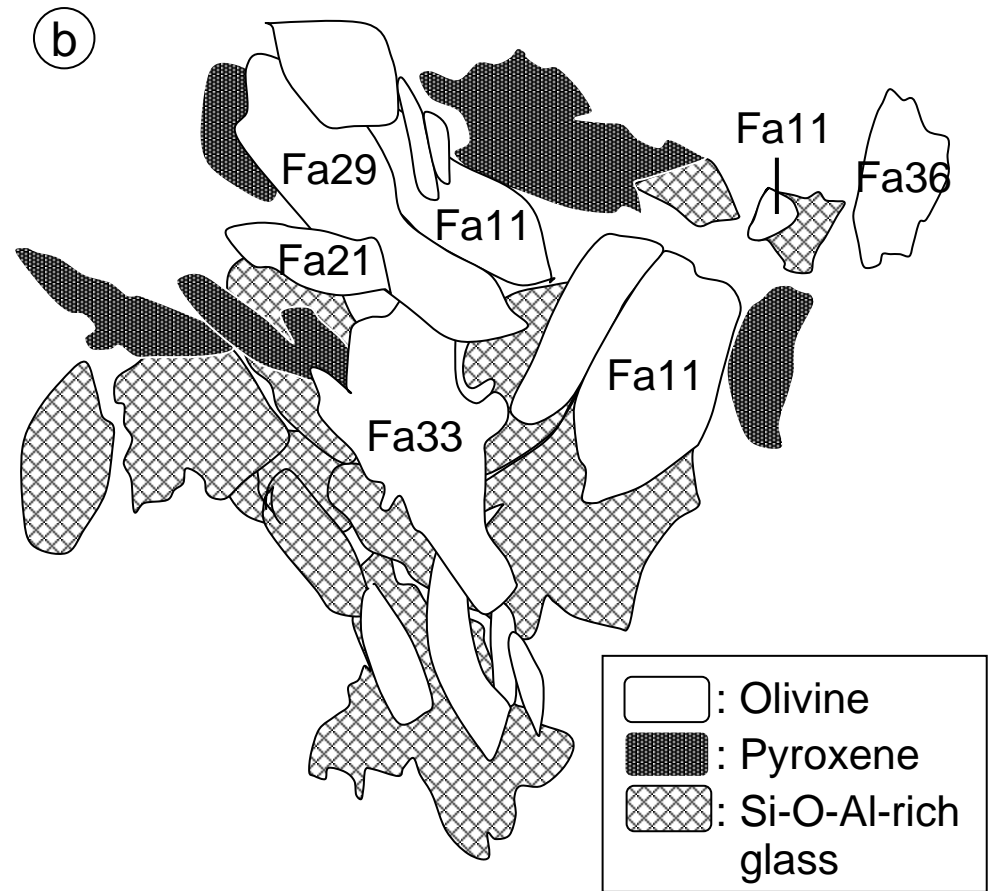 b
Fa11
Fa29
Fa36
Fa11
Fa21
Fa11
Fa33
: Olivine
: Pyroxene
: Si-O-Al-rich
glass